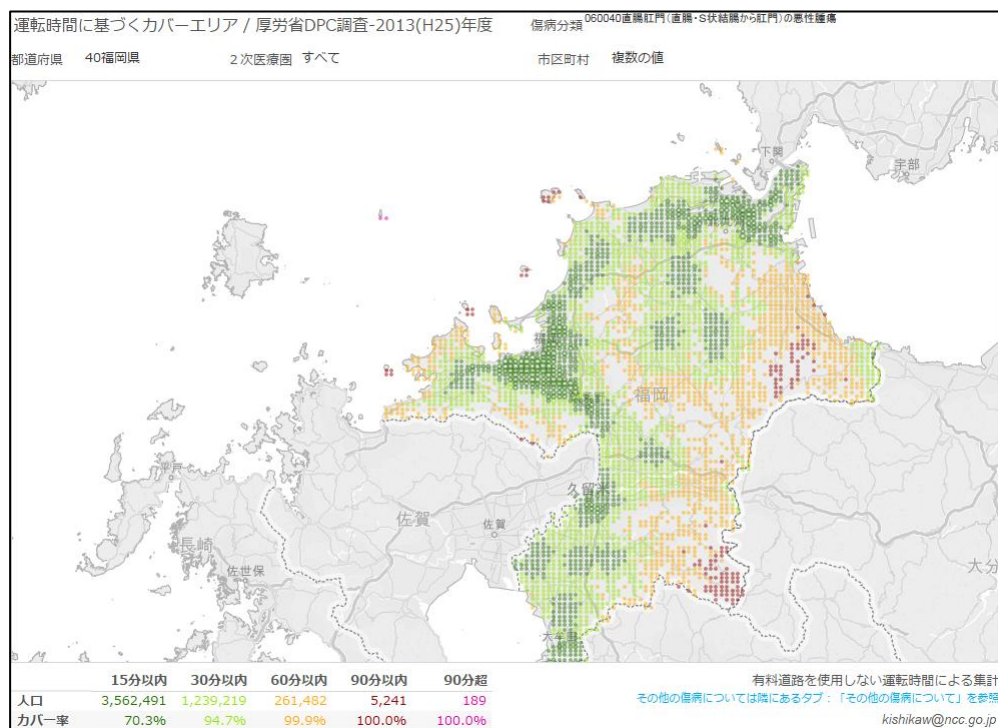 運転時間に基づくカバーエリア / 厚労省DPC調査-2013(H25)年度
傷病分類 060040直腸肛門(直腸・S状結腸から肛門)の悪性腫瘍
都道府県 40福岡県 2次医療圏 すべて 市区町村 複数の値
下関
宇部
福岡
久留米
佐賀
佐賀
平戸
長崎
佐世保
大分
大牟田
15分以内 30分以内 60分以内 90分以内 90分超
人口 3,562,491 1,239,219 261,482 5,241 189
カバー率 70.3% 94.7% 99.9% 100.0% 100.0%
有料道路を使用しない運転時間による集計
その他の傷病については隣にあるタブ:「その他の傷病について」を参照
kishikaw@ncc.go.jp